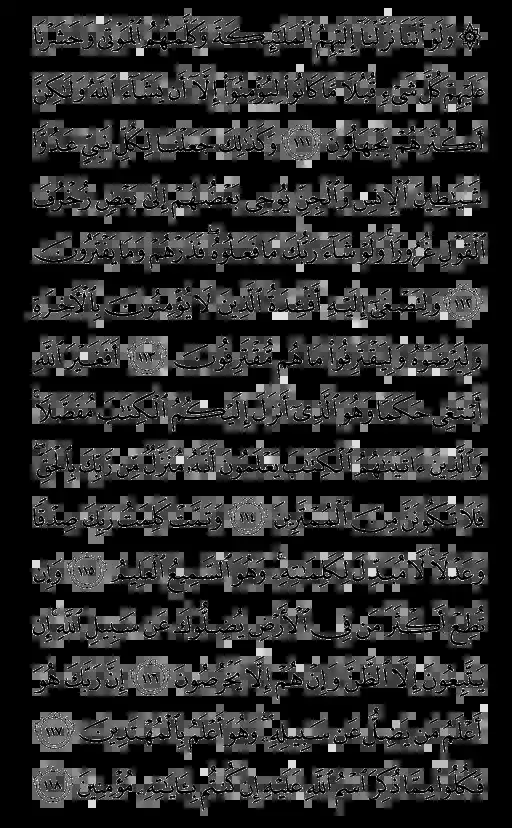 ۞ وَلَوْ أَنَّنَا نَزَّلْنَا إِلَيْهِمُ ٱلْمَلَٰٓئِكَةَ وَكَلَّمَهُمُ ٱلْمَوْتَىٰ وَحَشَرْنَا
عَلَيْهِمْ كُلَّ شَىْءٍ قُبُلًا مَّا كَانُوا۟ لِيُؤْمِنُوٓا۟ إِلَّآ أَن يَشَآءَ ٱللَّهُ وَلَٰكِنَّ
أَكْثَرَهُمْ يَجْهَلُونَ ١١١ وَكَذَٰلِكَ جَعَلْنَا لِكُلِّ نَبِىٍّ عَدُوًّا
شَيَٰطِينَ ٱلْإِنسِ وَٱلْجِنِّ يُوحِى بَعْضُهُمْ إِلَىٰ بَعْضٍ زُخْرُفَ
ٱلْقَوْلِ غُرُورًا ۚ وَلَوْ شَآءَ رَبُّكَ مَا فَعَلُوهُ ۖ فَذَرْهُمْ وَمَا يَفْتَرُونَ
١١٢ وَلِتَصْغَىٰٓ إِلَيْهِ أَفْـِٔدَةُ ٱلَّذِينَ لَا يُؤْمِنُونَ بِٱلْءَاخِرَةِ
وَلِيَرْضَوْهُ وَلِيَقْتَرِفُوا۟ مَا هُم مُّقْتَرِفُونَ ١١٣ أَفَغَيْرَ ٱللَّهِ
أَبْتَغِى حَكَمًا وَهُوَ ٱلَّذِىٓ أَنزَلَ إِلَيْكُمُ ٱلْكِتَٰبَ مُفَصَّلًا ۚ
وَٱلَّذِينَ ءَاتَيْنَٰهُمُ ٱلْكِتَٰبَ يَعْلَمُونَ أَنَّهُۥ مُنَزَّلٌ مِّن رَّبِّكَ بِٱلْحَقِّ ۖ
فَلَا تَكُونَنَّ مِنَ ٱلْمُمْتَرِينَ ١١٤ وَتَمَّتْ كَلِمَتُ رَبِّكَ صِدْقًا
وَعَدْلًا ۚ لَّا مُبَدِّلَ لِكَلِمَٰتِهِۦ ۚ وَهُوَ ٱلسَّمِيعُ ٱلْعَلِيمُ ١١٥ وَإِن
تُطِعْ أَكْثَرَ مَن فِى ٱلْأَرْضِ يُضِلُّوكَ عَن سَبِيلِ ٱللَّهِ ۚ إِن
يَتَّبِعُونَ إِلَّا ٱلظَّنَّ وَإِنْ هُمْ إِلَّا يَخْرُصُونَ ١١٦ إِنَّ رَبَّكَ هُوَ
أَعْلَمُ مَن يَضِلُّ عَن سَبِيلِهِۦ ۖ وَهُوَ أَعْلَمُ بِٱلْمُهْتَدِينَ ١١٧
فَكُلُوا۟ مِمَّا ذُكِرَ ٱسْمُ ٱللَّهِ عَلَيْهِ إِن كُنتُم بِـَٔايَٰتِهِۦ مُؤْمِنِينَ ١١٨